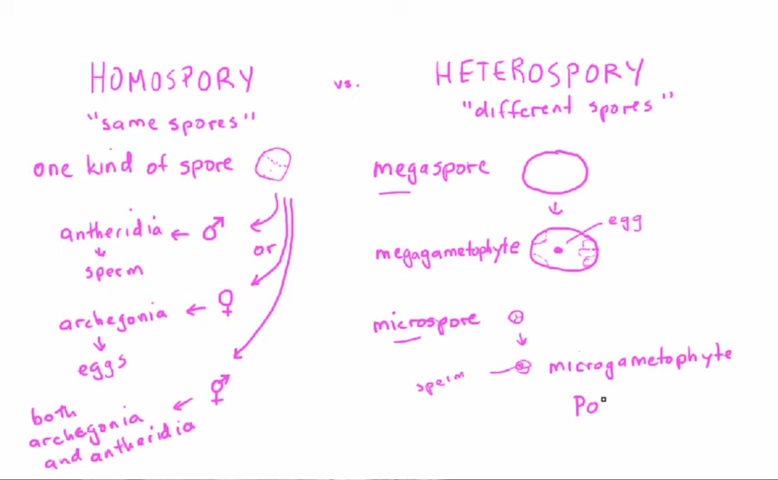 HOMOSPORY
"same spores"
one kind of spore
antheridia
sperm
or
archegonia
eggs
both
archegonia
and antheridia
vs.
HETEROSPORY
"different spores"
megaspore
egg
megagametophyte
microspore
sperm
microgametophyte
Po